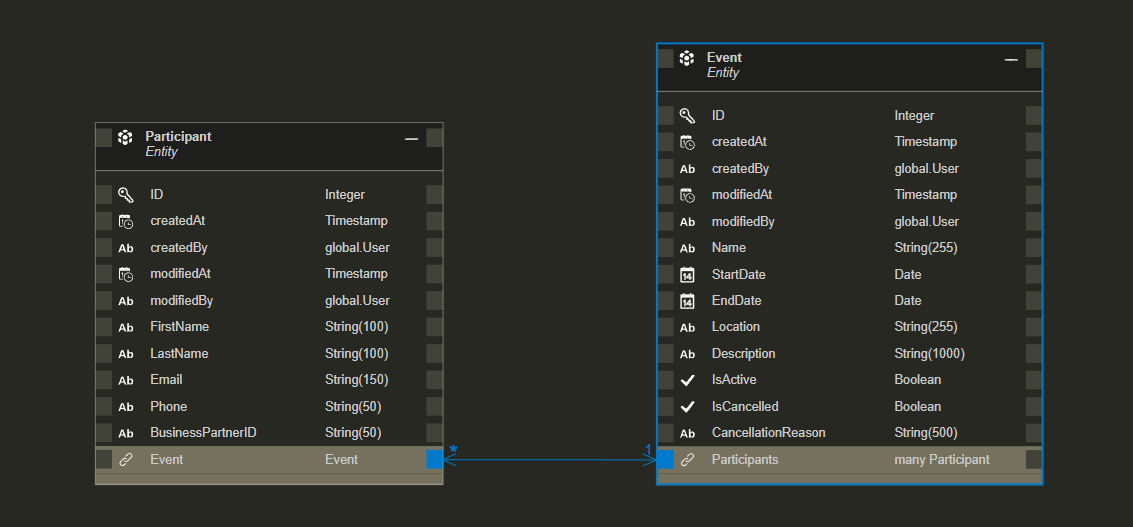 Participant
Entity
ID Integer
createdAt Timestamp
Ab createdBy global.User
modifiedAt Timestamp
Ab modifiedBy global.User
Ab FirstName String(100)
Ab LastName String(100)
Ab Email String(150)
Ab Phone String(50)
Ab BusinessPartnerID String(50)
Event Event
* 1
Event
Entity
ID Integer
createdAt Timestamp
Ab createdBy global.User
modifiedAt Timestamp
Ab modifiedBy global.User
Ab Name String(255)
14 StartDate Date
14 EndDate Date
Ab Location String(255)
Ab Description String(1000)
IsActive Boolean
IsCancelled Boolean
Ab CancellationReason String(500)
Participants many Participant